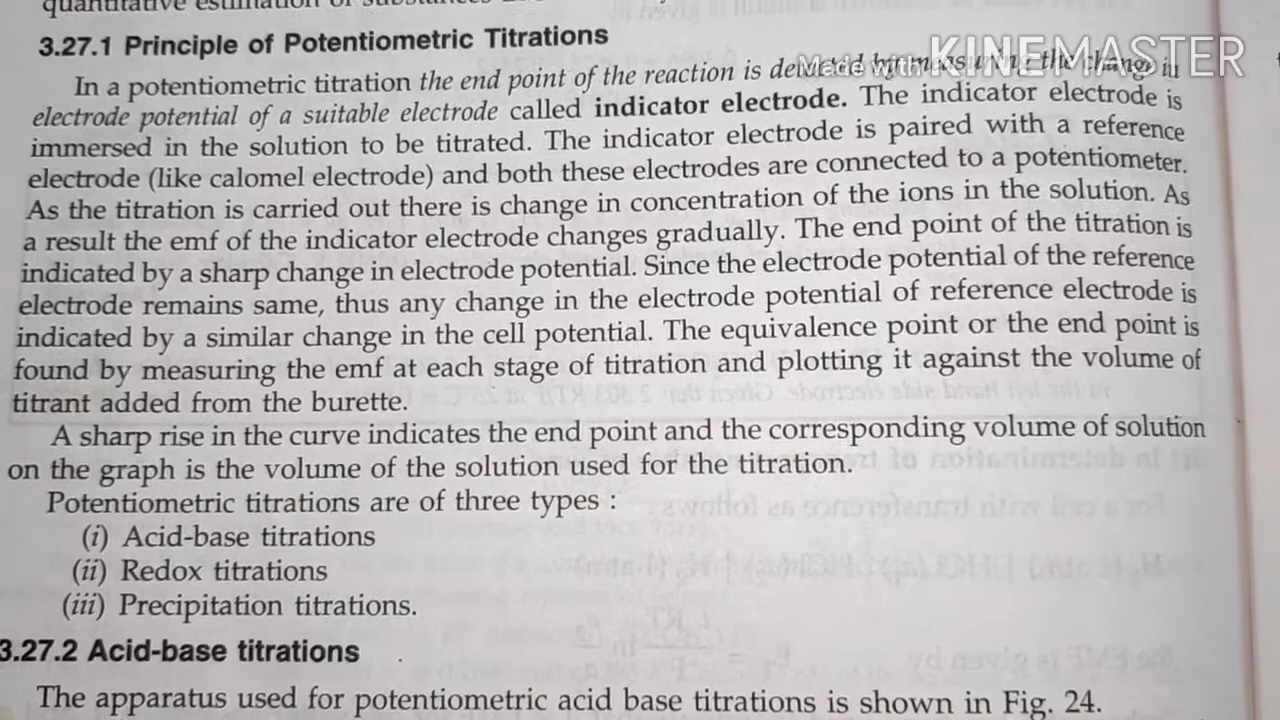 quantitative estimation of substances
3.27.1 Principle of Potentiometric Titrations
Made with KINEMASTER
In a potentiometric titration the end point of the reaction is detected by measuring the change in
electrode potential of a suitable electrode called indicator electrode. The indicator electrode is
immersed in the solution to be titrated. The indicator electrode is paired with a reference
electrode (like calomel electrode) and both these electrodes are connected to a potentiometer.
As the titration is carried out there is change in concentration of the ions in the solution. As
a result the emf of the indicator electrode changes gradually. The end point of the titration is
indicated by a sharp change in electrode potential. Since the electrode potential of the reference
electrode remains same, thus any change in the electrode potential of reference electrode is
indicated by a similar change in the cell potential. The equivalence point or the end point is
found by measuring the emf at each stage of titration and plotting it against the volume of
titrant added from the burette.
A sharp rise in the curve indicates the end point and the corresponding volume of solution
on the graph is the volume of the solution used for the titration.
Potentiometric titrations are of three types :
(i) Acid-base titrations
(ii) Redox titrations
(iii) Precipitation titrations.
3.27.2 Acid-base titrations
The apparatus used for potentiometric acid base titrations is shown in Fig. 24.